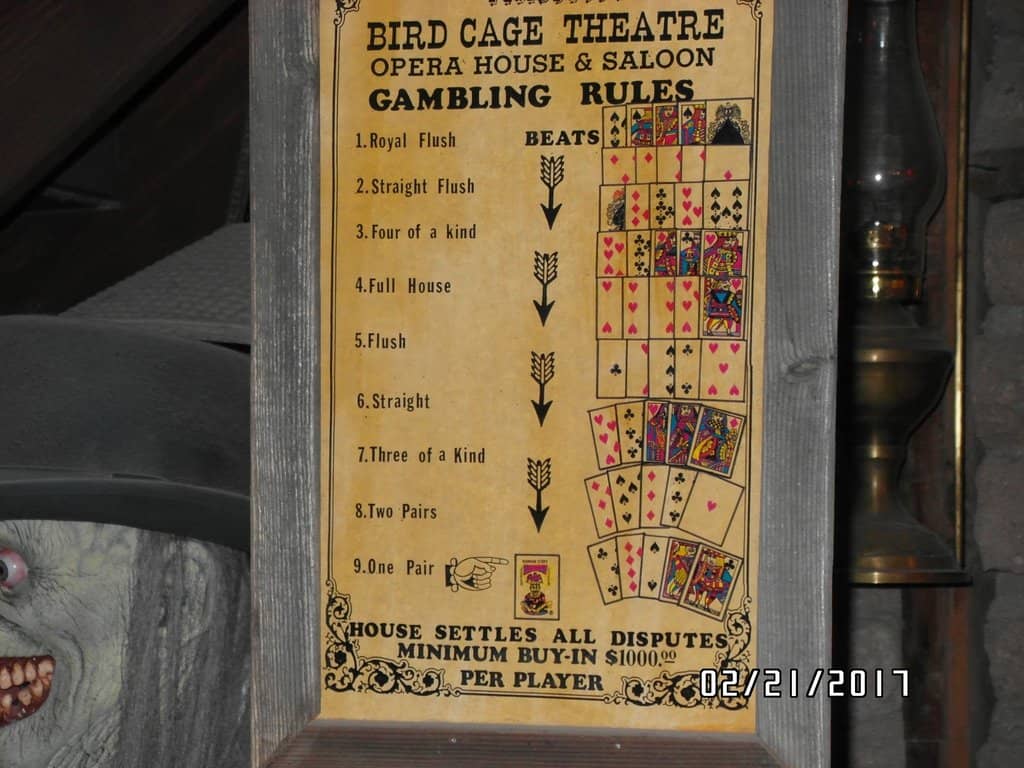 BIRD CAGE THEATRE
OPERA HOUSE & SALOON
GAMBLING RULES
1.Royal Flush BEATS
2.Straight Flush
3.Four of a kind
4.Full House
5.Flush
6.Straight
7.Three of a Kind
8.Two Pairs
9.One Pair
HOUSE SETTLES ALL DISPUTES
MINIMUM BUY-IN $1000.00
PER PLAYER
02/21/2017